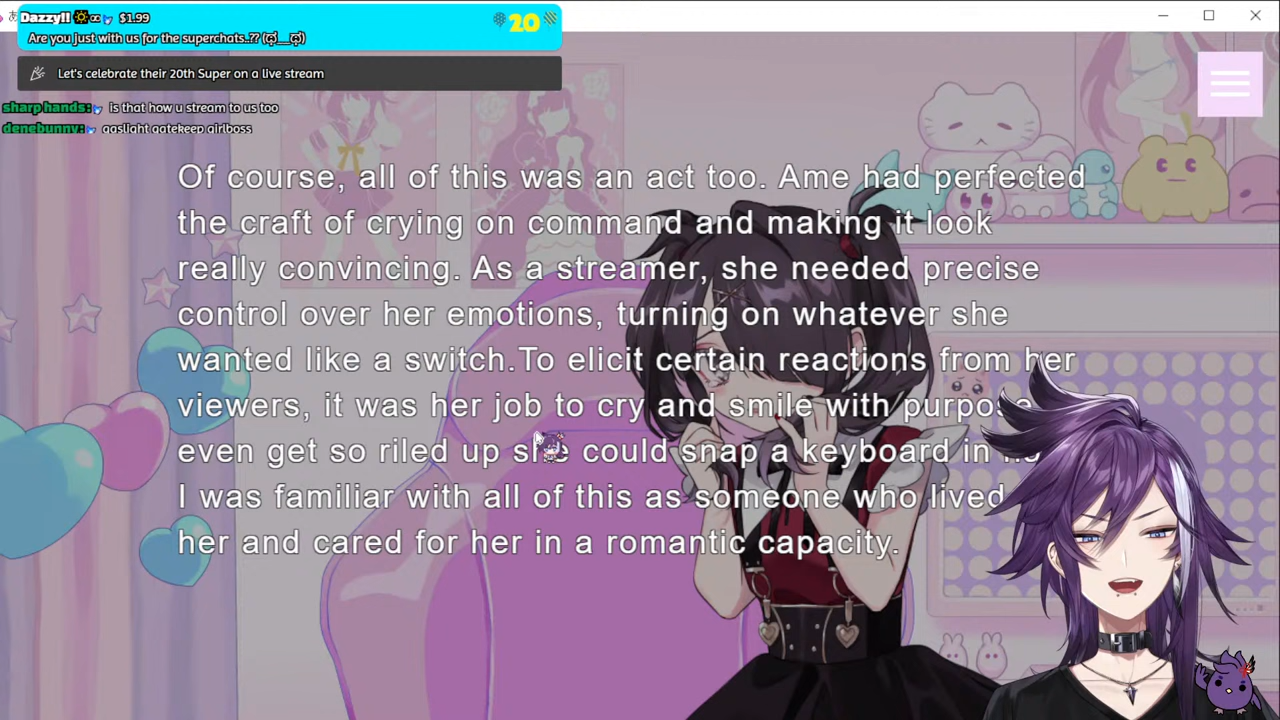 あ
Dazzy!! $1.99
20
Are you just with us for the superchats..??
Let's celebrate their 20th Super on a live stream
sharp hands: is that how u stream to us too
denebunny: gaslight gatekeep girlboss
Of course, all of this was an act too. Ame had perfected
the craft of crying on command and making it look
really convincing. As a streamer, she needed precise
control over her emotions, turning on whatever she
wanted like a switch.To elicit certain reactions from her
viewers, it was her job to cry and smile with purpose
even get so riled up she could snap a keyboard in
I was familiar with all of this as someone who lived
her and cared for her in a romantic capacity.